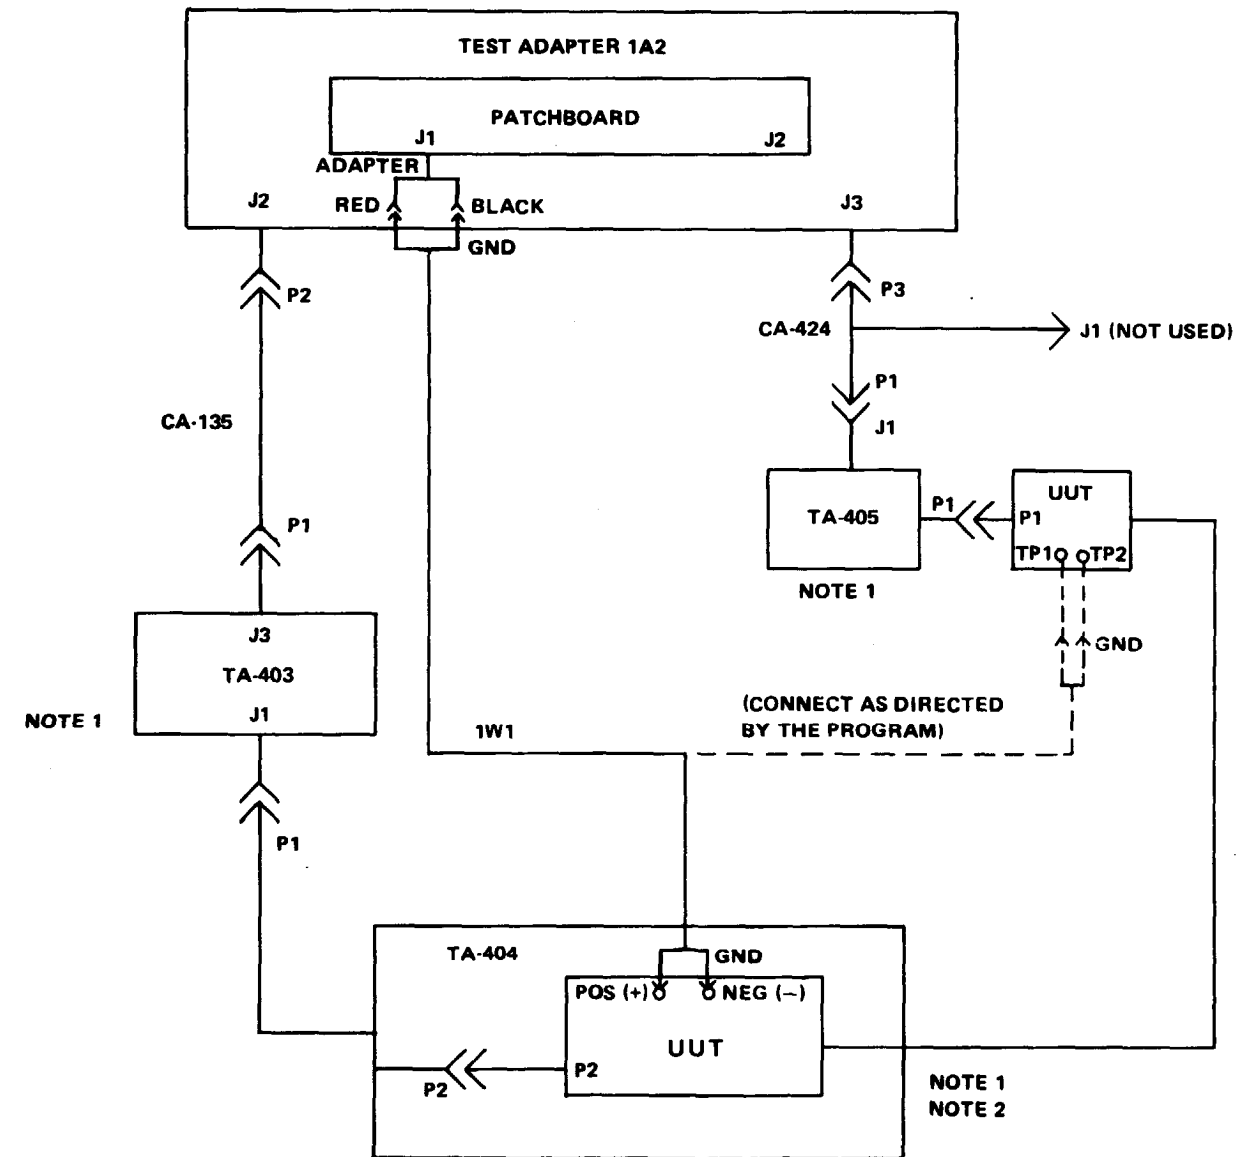 TEST ADAPTER 1A2
PATCHBOARD
J1
J2
ADAPTER
J2
RED
BLACK
J3
GND
P2
P3
CA-424
J1 (NOT USED)
P1
CA-135
J1
P1
UUT
TA-405
P1
P1
TP1
TP2
NOTE 1
GND
J3
TA-403
J1
NOTE 1
(CONNECT AS DIRECTED
BY THE PROGRAM)
1W1
P1
TA-404
GND
POS (+)
NEG (−)
UUT
P2
P2
NOTE 1
NOTE 2